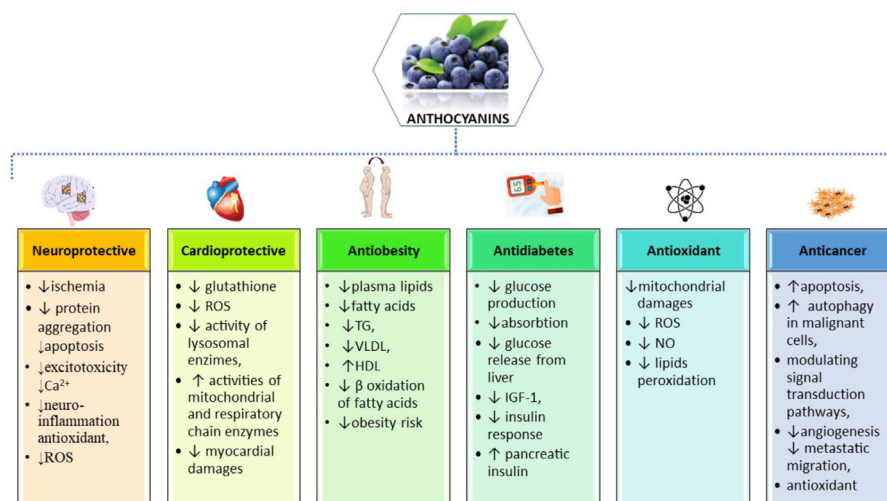 ANTHOCYANINS
Neuroprotective
• ↓ischemia
• ↓ protein
aggregation
↓apoptosis
• ↓excitotoxicity
↓Ca²⁺
• ↓neuro-
inflammation
antioxidant,
• ↓ROS
Cardioprotective
• ↓ glutathione
• ↓ ROS
• ↓ activity of
lysosomal
enzimes,
• ↑ activities of
mitochondrial
and respiratory
chain enzymes
• ↓ myocardial
damages
Antiobesity
• ↓plasma lipids
• ↓fatty acids
• ↓TG,
• ↓VLDL,
• ↑HDL
• ↓ β oxidation
of fatty acids
• ↓obesity risk
Antidiabetes
• ↓ glucose
production
• ↓absorbtion
• ↓ glucose
release from
liver
• ↓ IGF-1,
• ↓ insulin
response
• ↑ pancreatic
insulin
Antioxidant
↓mitochondrial
damages
• ↓ ROS
• ↓ NO
• ↓ lipids
peroxidation
Anticancer
• ↑apoptosis,
• ↑ autophagy
in malignant
cells,
• modulating
signal
transduction
pathways,
• ↓angiogenesis
↓ metastatic
migration,
• antioxidant